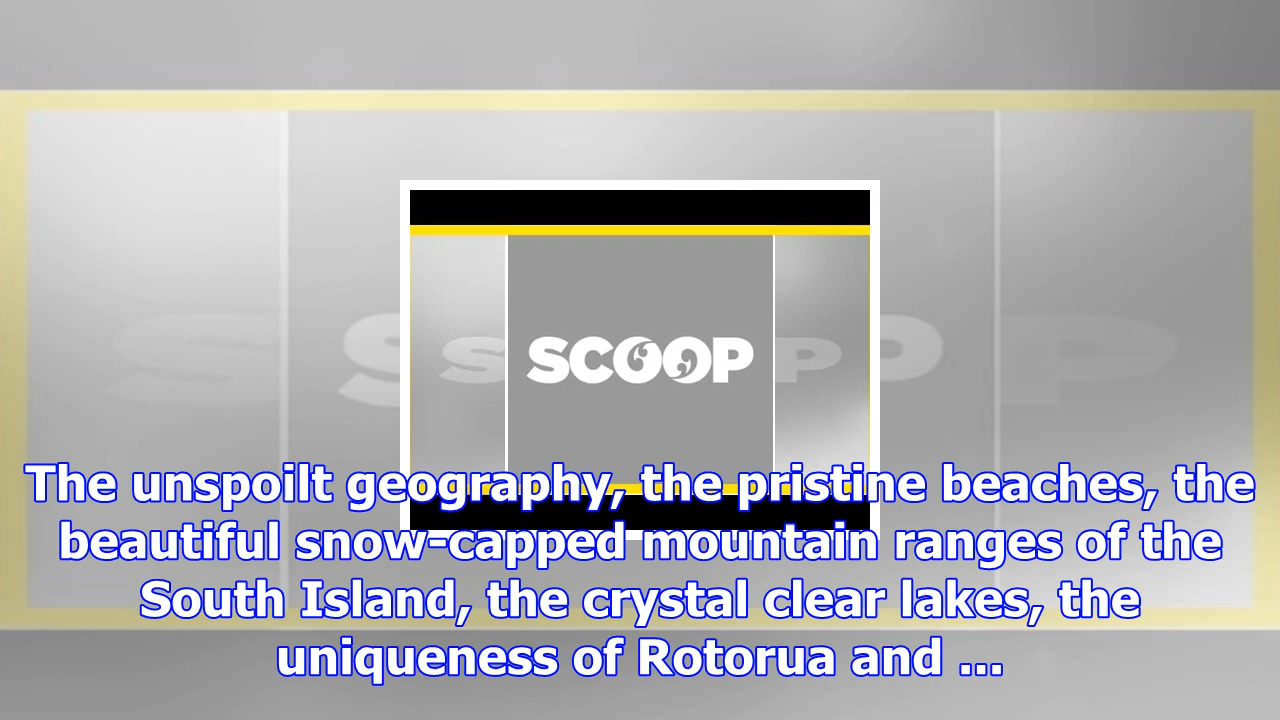 SCOOP
The unspoilt geography, the pristine beaches, the
beautiful snow-capped mountain ranges of the
South Island, the crystal clear lakes, the
uniqueness of Rotorua and ...